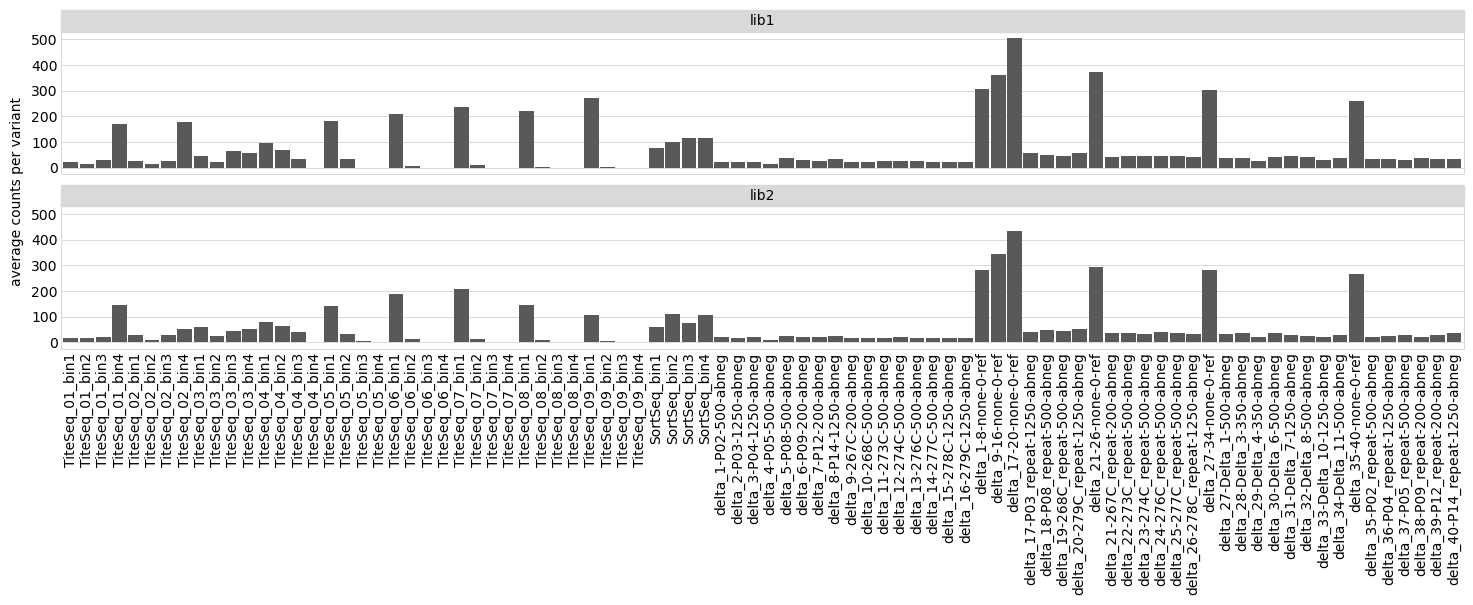 lib1
500
400
300
200
100
0
average counts per variant
lib2
500
400
300
200
100
0
TiteSeq_01_bin1
TiteSeq_01_bin2
TiteSeq_01_bin3
TiteSeq_01_bin4
TiteSeq_02_bin1
TiteSeq_02_bin2
TiteSeq_02_bin3
TiteSeq_02_bin4
TiteSeq_03_bin1
TiteSeq_03_bin2
TiteSeq_03_bin3
TiteSeq_03_bin4
TiteSeq_04_bin1
TiteSeq_04_bin2
TiteSeq_04_bin3
TiteSeq_04_bin4
TiteSeq_05_bin1
TiteSeq_05_bin2
TiteSeq_05_bin3
TiteSeq_05_bin4
TiteSeq_06_bin1
TiteSeq_06_bin2
TiteSeq_06_bin3
TiteSeq_06_bin4
TiteSeq_07_bin1
TiteSeq_07_bin2
TiteSeq_07_bin3
TiteSeq_07_bin4
TiteSeq_08_bin1
TiteSeq_08_bin2
TiteSeq_08_bin3
TiteSeq_08_bin4
TiteSeq_09_bin1
TiteSeq_09_bin2
TiteSeq_09_bin3
TiteSeq_09_bin4
SortSeq_bin1
SortSeq_bin2
SortSeq_bin3
SortSeq_bin4
delta_1-P02-500-abneg
delta_2-P03-1250-abneg
delta_3-P04-1250-abneg
delta_4-P05-500-abneg
delta_5-P08-500-abneg
delta_6-P09-200-abneg
delta_7-P12-200-abneg
delta_8-P14-1250-abneg
delta_9-267C-200-abneg
delta_10-268C-500-abneg
delta_11-273C-500-abneg
delta_12-274C-500-abneg
delta_13-276C-500-abneg
delta_14-277C-500-abneg
delta_15-278C-1250-abneg
delta_16-279C-1250-abneg
delta_1-8-none-0-ref
delta_9-16-none-0-ref
delta_17-20-none-0-ref
delta_17-P03_repeat-1250-abneg
delta_18-P08_repeat-500-abneg
delta_19-268C_repeat-500-abneg
delta_20-279C_repeat-1250-abneg
delta_21-26-none-0-ref
delta_21-267C_repeat-200-abneg
delta_22-273C_repeat-500-abneg
delta_23-274C_repeat-500-abneg
delta_24-276C_repeat-500-abneg
delta_25-277C_repeat-500-abneg
delta_26-278C_repeat-1250-abneg
delta_27-34-none-0-ref
delta_27-Delta_1-500-abneg
delta_28-Delta_3-350-abneg
delta_29-Delta_4-350-abneg
delta_30-Delta_6-500-abneg
delta_31-Delta_7-1250-abneg
delta_32-Delta_8-500-abneg
delta_33-Delta_10-1250-abneg
delta_34-Delta_11-500-abneg
delta_35-40-none-0-ref
delta_35-P02_repeat-500-abneg
delta_36-P04_repeat-1250-abneg
delta_37-P05_repeat-500-abneg
delta_38-P09_repeat-200-abneg
delta_39-P12_repeat-200-abneg
delta_40-P14_repeat-1250-abneg